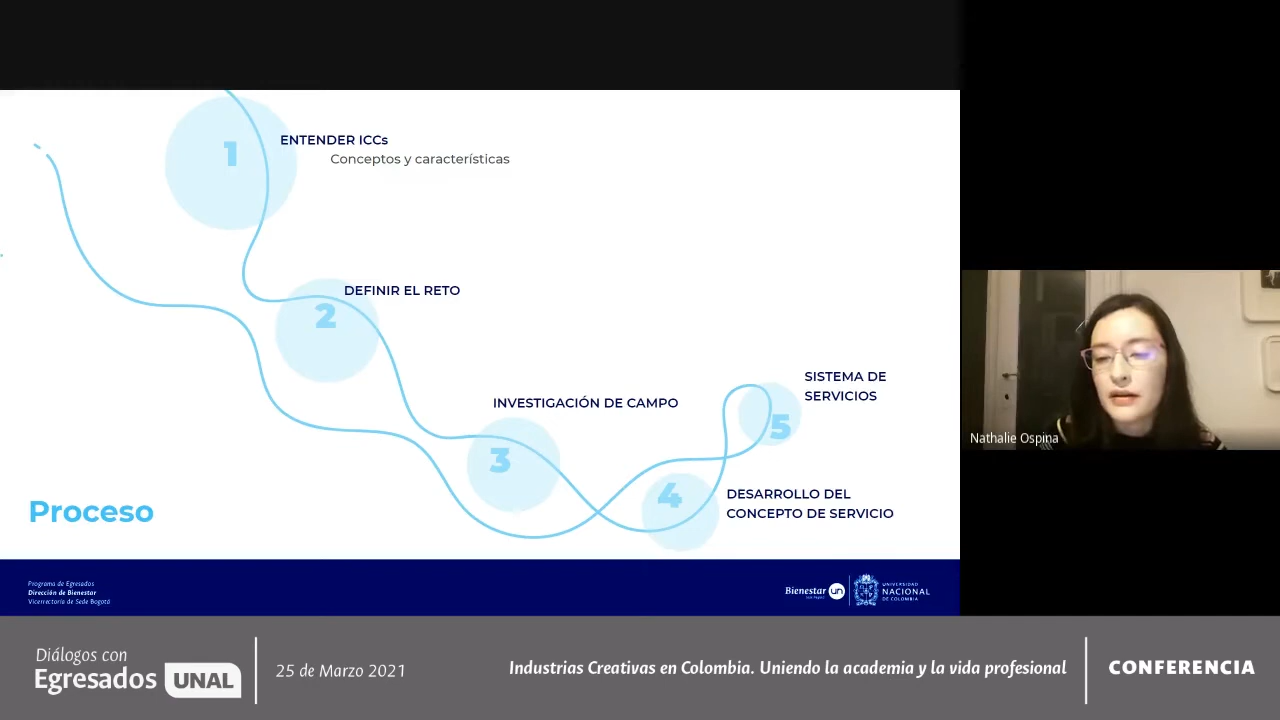 1
ENTENDER ICCs
Conceptos y características
2
DEFINIR EL RETO
3
INVESTIGACIÓN DE CAMPO
4
DESARROLLO DEL
CONCEPTO DE SERVICIO
5
SISTEMA DE
SERVICIOS
Proceso
Nathalie Ospina
Programa de Egresados
Dirección de Bienestar
Vicerrectoría de Sede Bogotá
Bienestar un
UNIVERSIDAD
NACIONAL
DE COLOMBIA
Diálogos con
Egresados UNAL
25 de Marzo 2021
Industrias Creativas en Colombia. Uniendo la academia y la vida profesional
CONFERENCIA